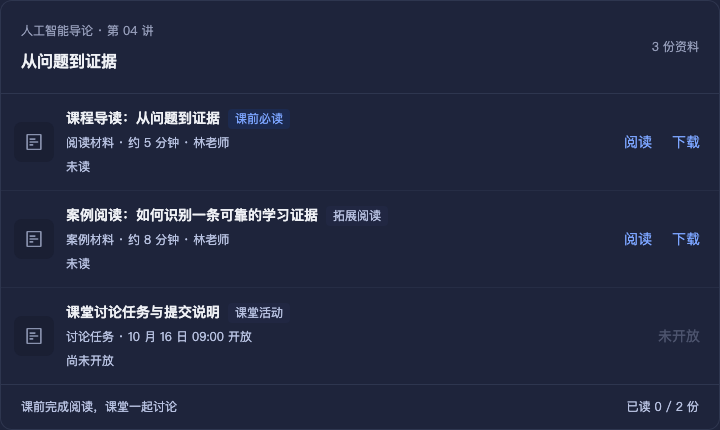 人工智能导论 · 第 04 讲
从问题到证据
3 份资料
课程导读：从问题到证据 课前必读
阅读材料 · 约 5 分钟 · 林老师
未读
阅读 下载
案例阅读：如何识别一条可靠的学习证据 拓展阅读
案例材料 · 约 8 分钟 · 林老师
未读
阅读 下载
课堂讨论任务与提交说明 课堂活动
讨论任务 · 10 月 16 日 09:00 开放
尚未开放
未开放
课前完成阅读，课堂一起讨论
已读 0 / 2 份